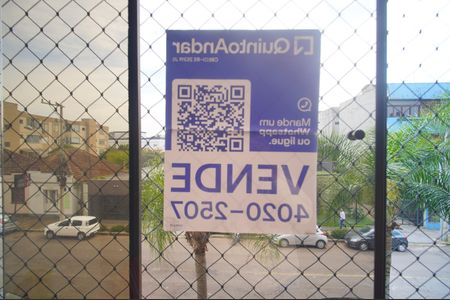 QuintoAndar
Mande um
Whatsapp
ou ligue.
VENDE
4020-2507